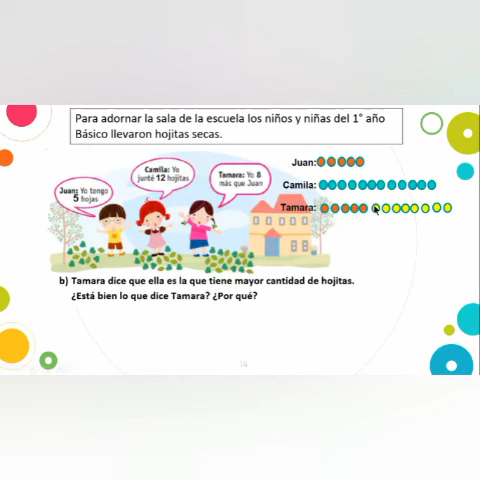 Para adornar la sala de la escuela los niños y niñas del 1° año
Básico llevaron hojitas secas.
Juan: Yo tengo
5 hojas
Camila: Yo
junté 12 hojitas
Tamara: Yo 8
más que Juan
Juan:
Camila:
Tamara:
b) Tamara dice que ella es la que tiene mayor cantidad de hojitas.
¿Está bien lo que dice Tamara? ¿Por qué?